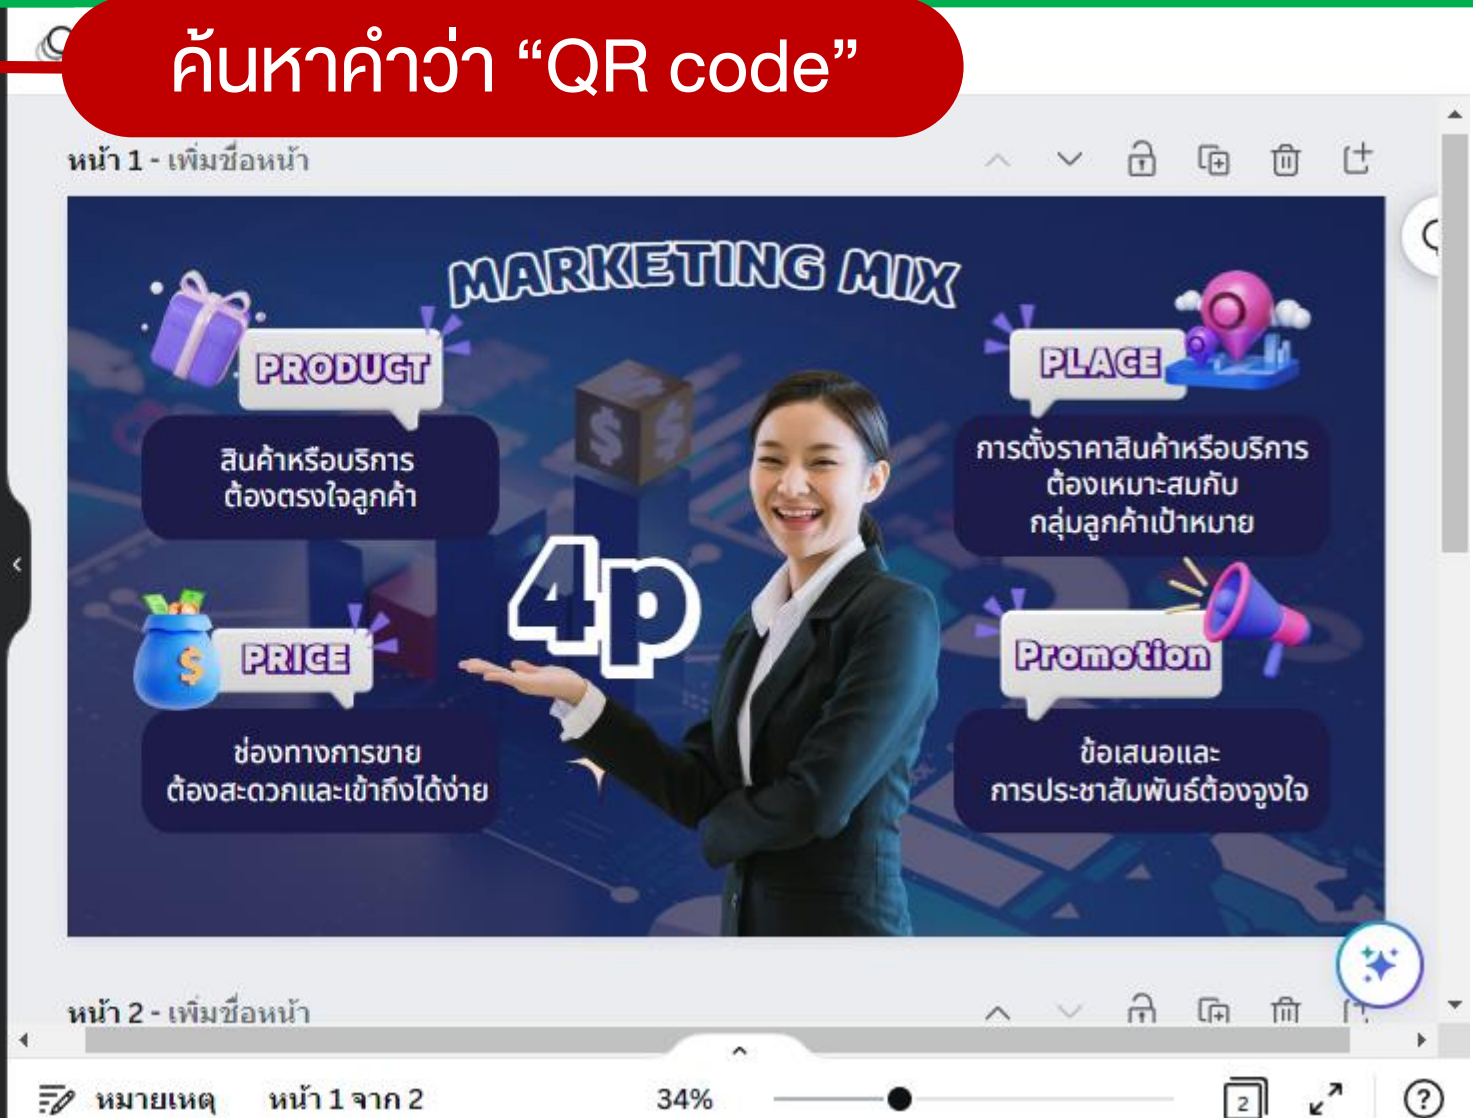 ค้นหาคำว่า “QR code”
หน้า 1 - เพิ่มชื่อหน้า
MARKETING MIX
PRODUCT
สินค้าหรือบริการ
ต้องตรงใจลูกค้า
PLACE
การตั้งราคาสินค้าหรือบริการ
ต้องเหมาะสมกับ
กลุ่มลูกค้าเป้าหมาย
4p
PRICE
ช่องทางการขาย
ต้องสะดวกและเข้าถึงได้ง่าย
Promotion
ข้อเสนอและ
การประชาสัมพันธ์ต้องจูงใจ
หน้า 2 - เพิ่มชื่อหน้า
หมายเหตุ
หน้า 1 จาก 2
34%
2